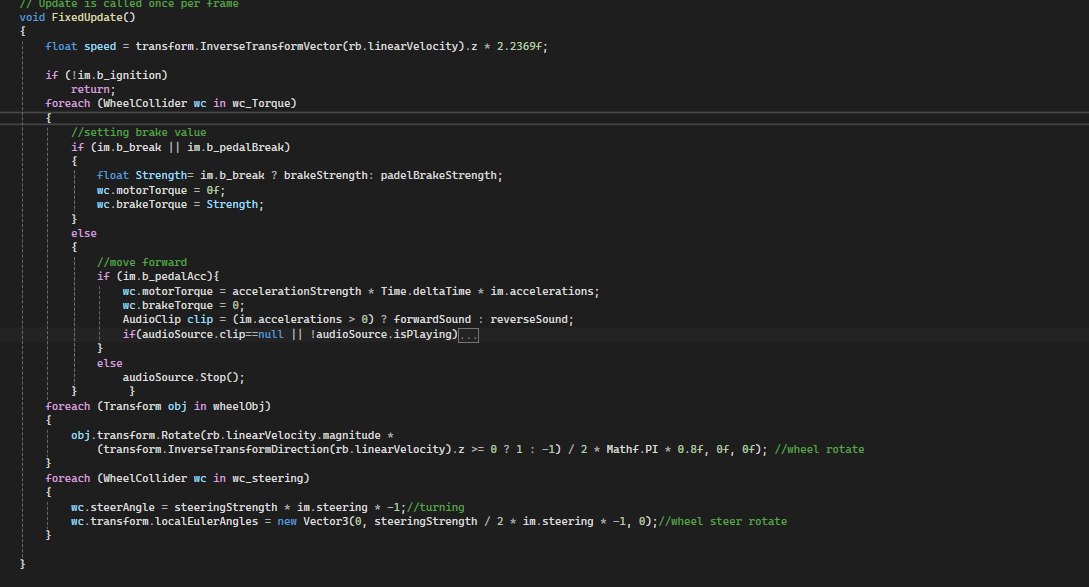 // Update is called once per frame
void FixedUpdate()
{
float speed = transform.InverseTransformVector(rb.linearVelocity).z * 2.2369f;
if (!im.b_ignition)
return;
foreach (WheelCollider wc in wc_Torque)
{
//setting brake value
if (im.b_break || im.b_pedalBreak)
{
float Strength= im.b_break ? brakeStrength: padelBrakeStrength;
wc.motorTorque = 0f;
wc.brakeTorque = Strength;
}
else
{
//move forward
if (im.b_pedalAcc){
wc.motorTorque = accelerationStrength * Time.deltaTime * im.accelerations;
wc.brakeTorque = 0;
AudioClip clip = (im.accelerations > 0) ? forwardSound : reverseSound;
if(audioSource.clip==null || !audioSource.isPlaying)...
}
else
audioSource.Stop();
} }
foreach (Transform obj in wheelObj)
{
obj.transform.Rotate(rb.linearVelocity.magnitude *
(transform.InverseTransformDirection(rb.linearVelocity).z >= 0 ? 1 : -1) / 2 * Mathf.PI * 0.8f, 0f, 0f); //wheel rotate
}
foreach (WheelCollider wc in wc_steering)
{
wc.steerAngle = steeringStrength * im.steering * -1;//turning
wc.transform.localEulerAngles = new Vector3(0, steeringStrength / 2 * im.steering * -1, 0);//wheel steer rotate
}
}